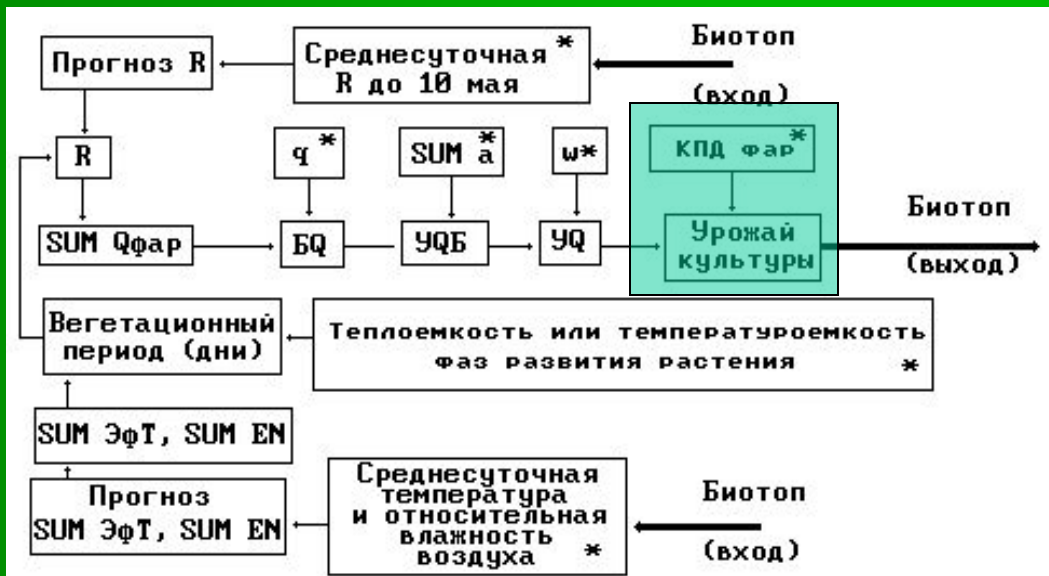 Прогноз R
Среднесуточная *
R до 10 мая
Биотоп
(вход)
R
q *
SUM a *
w*
КПД фар *
SUM Qфар
БQ
УQБ
УQ
Урожай
культуры
Биотоп
(выход)
Вегетационный
период (дни)
Теплоемкость или температуроемкость
фаз развития растения *
SUM ЭфТ, SUM EN
Прогноз
SUM ЭфТ, SUM EN
Среднесуточная
температура
и относительная
влажность
воздуха *
Биотоп
(вход)